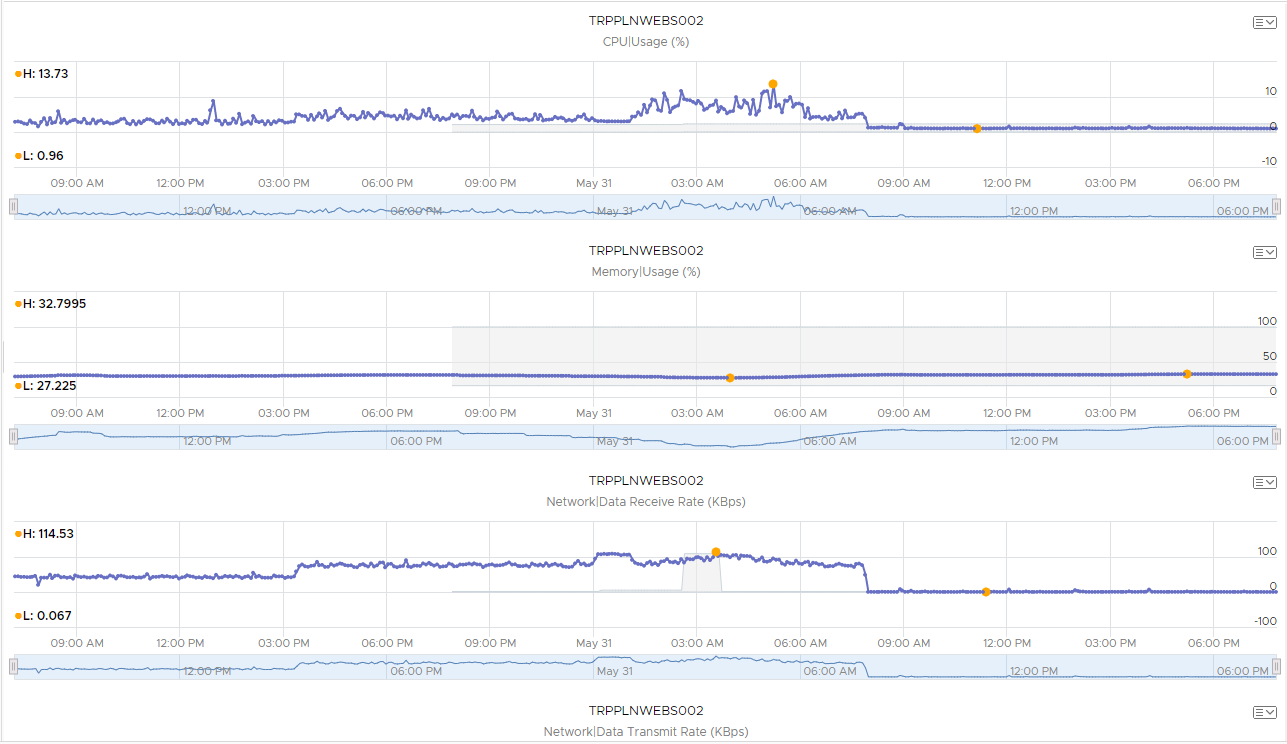 TRPPLNWEBS002
CPU|Usage (%)
H: 13.73
10
0
L: 0.96
-10
09:00 AM 12:00 PM 03:00 PM 06:00 PM 09:00 PM May 31 03:00 AM 06:00 AM 09:00 AM 12:00 PM 03:00 PM 06:00 PM
12:00 PM 06:00 PM May 31 06:00 AM 12:00 PM 06:00 PM
TRPPLNWEBS002
Memory|Usage (%)
H: 32.7995
100
50
L: 27.225
0
09:00 AM 12:00 PM 03:00 PM 06:00 PM 09:00 PM May 31 03:00 AM 06:00 AM 09:00 AM 12:00 PM 03:00 PM 06:00 PM
12:00 PM 06:00 PM May 31 06:00 AM 12:00 PM 06:00 PM
TRPPLNWEBS002
Network|Data Receive Rate (KBps)
H: 114.53
100
0
L: 0.067
-100
09:00 AM 12:00 PM 03:00 PM 06:00 PM 09:00 PM May 31 03:00 AM 06:00 AM 09:00 AM 12:00 PM 03:00 PM 06:00 PM
12:00 PM 06:00 PM May 31 06:00 AM 12:00 PM 06:00 PM
TRPPLNWEBS002
Network|Data Transmit Rate (KBps)